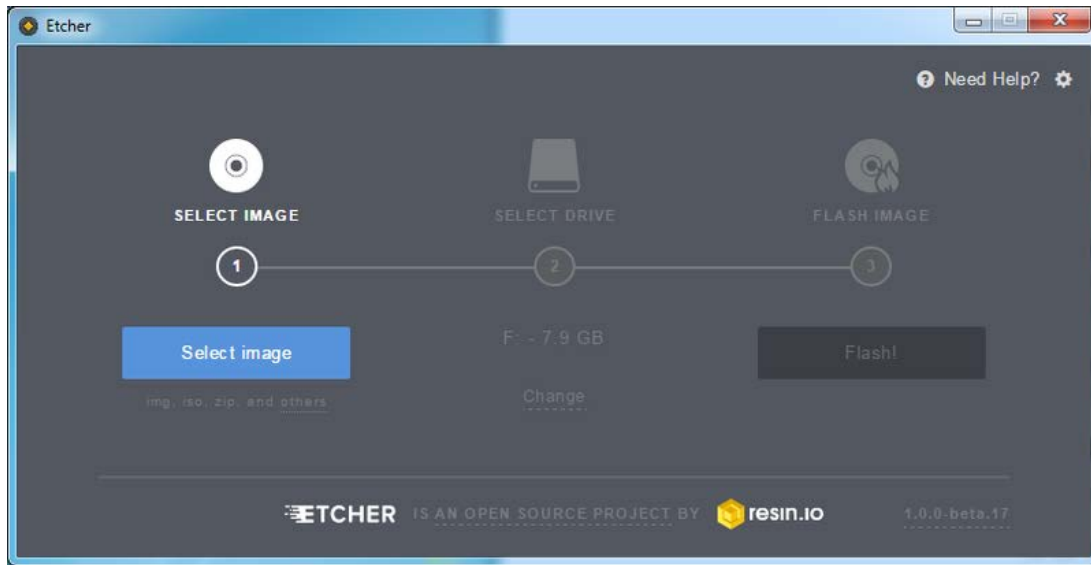 Etcher
Need Help?
SELECT IMAGE
SELECT DRIVE
FLASH IMAGE
1
2
3
Select image
F: - 7.9 GB
Flash!
img, iso, zip, and others
Change
ETCHER IS AN OPEN SOURCE PROJECT BY resin.io 1.0.0-beta.17